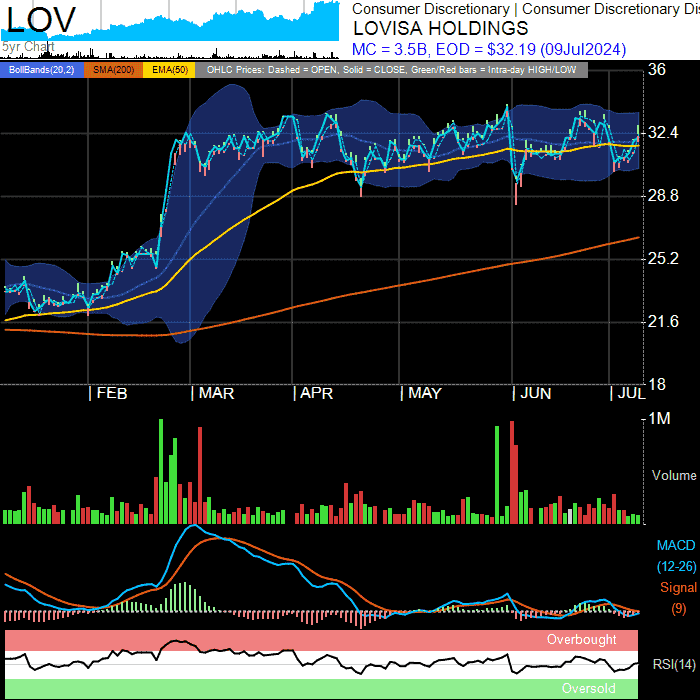 LOV
5yr Chart
Consumer Discretionary | Consumer Discretionary Dis
LOVISA HOLDINGS
MC = 3.5B, EOD = $32.19 (09Jul2024)
BollBands(20,2) SMA(200) EMA(50) OHLC Prices: Dashed = OPEN, Solid = CLOSE, Green/Red bars = Intra-day HIGH/LOW
36
32.4
28.8
25.2
21.6
18
| FEB | MAR | APR | MAY | JUN | JUL
1M
Volume
MACD
(12-26)
Signal
(9)
Overbought
RSI(14)
Oversold